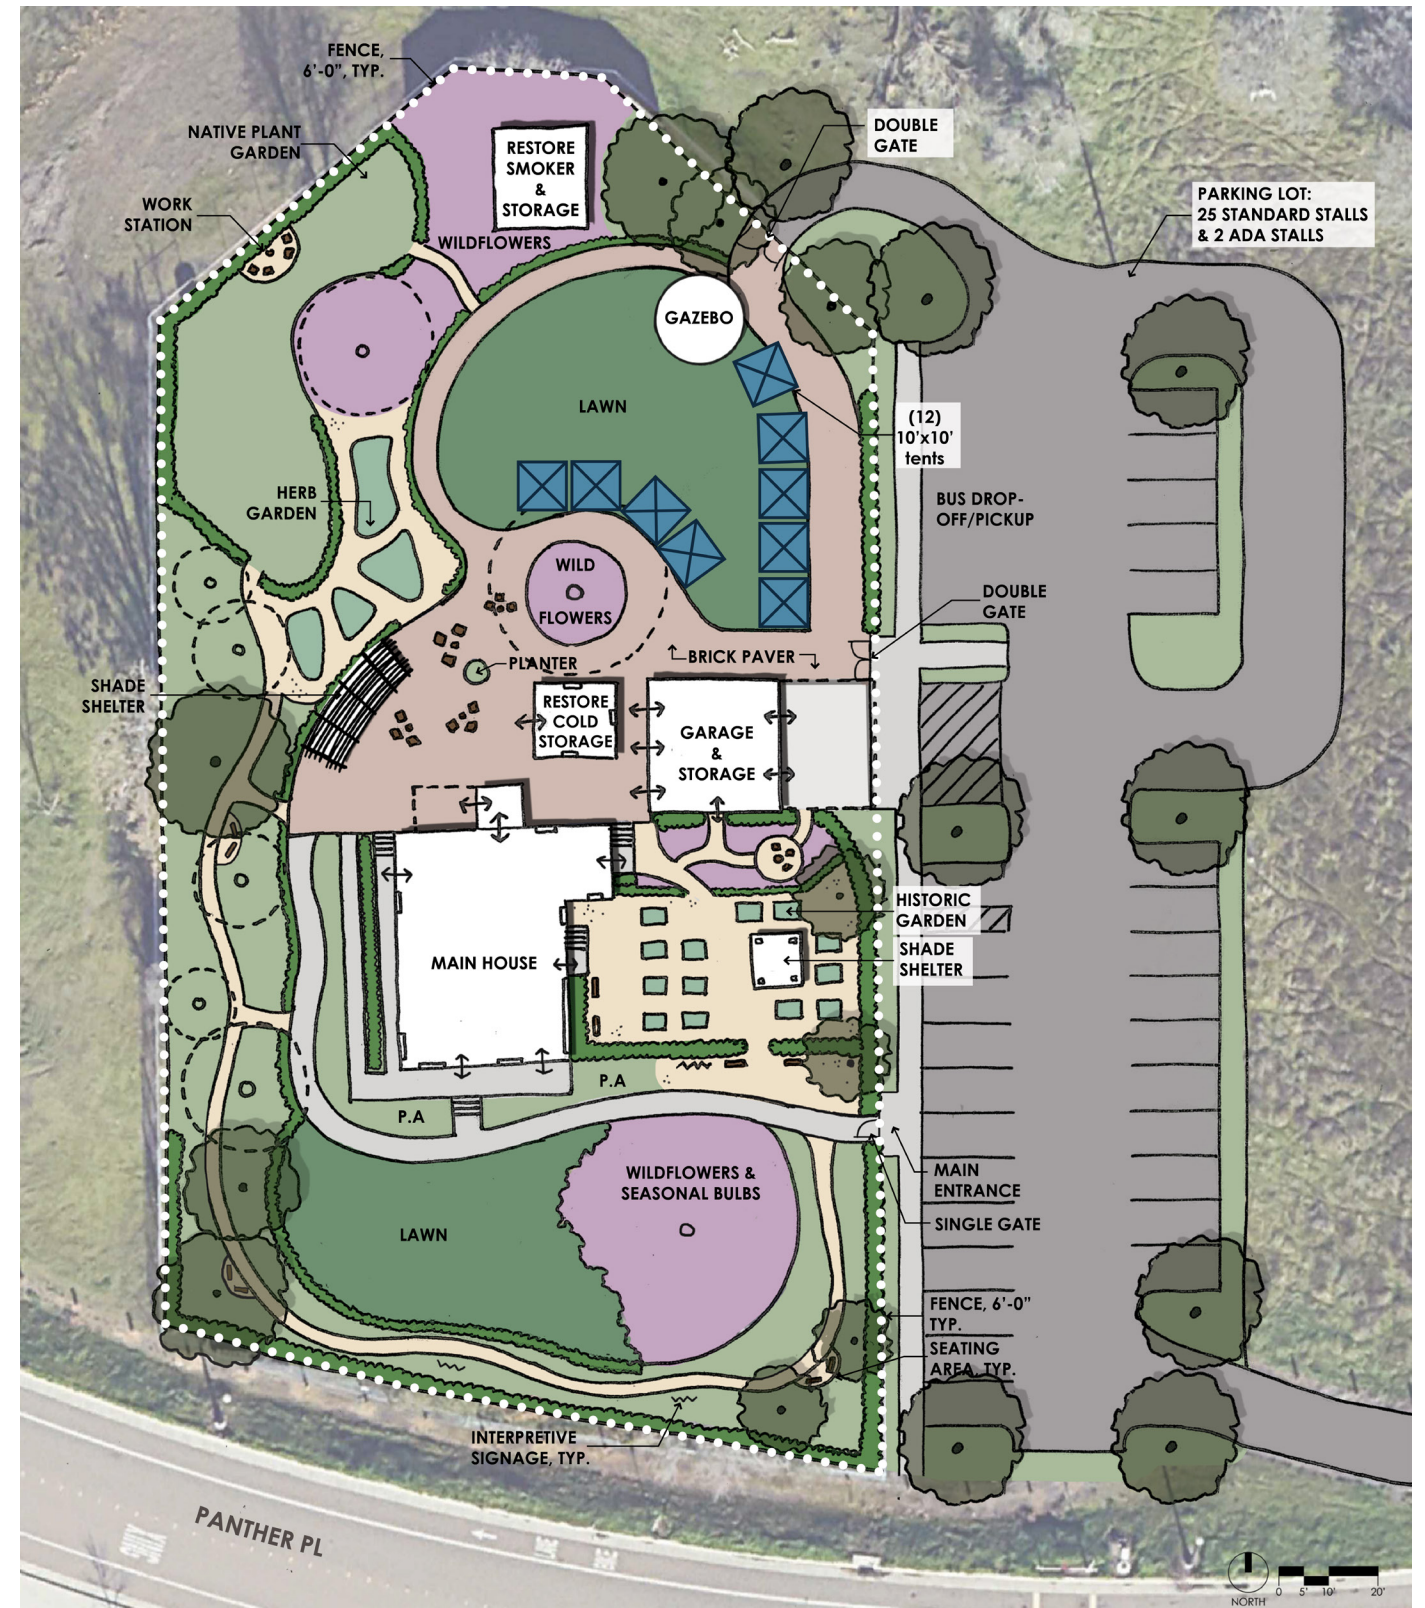 FENCE,
6'-0", TYP.
NATIVE PLANT
GARDEN
WORK
STATION
RESTORE
SMOKER
&
STORAGE
WILDFLOWERS
DOUBLE
GATE
PARKING LOT:
25 STANDARD STALLS
& 2 ADA STALLS
GAZEBO
LAWN
(12)
10'x10'
tents
HERB
GARDEN
BUS DROP-
OFF/PICKUP
WILD
FLOWERS
DOUBLE
GATE
PLANTER
BRICK PAVER
SHADE
SHELTER
RESTORE
COLD
STORAGE
GARAGE
&
STORAGE
HISTORIC
GARDEN
SHADE
SHELTER
MAIN HOUSE
P.A
P.A
WILDFLOWERS &
SEASONAL BULBS
MAIN
ENTRANCE
SINGLE GATE
LAWN
FENCE, 6'-0"
TYP.
SEATING
AREA, TYP.
INTERPRETIVE
SIGNAGE, TYP.
PANTHER PL
LANE
BIKE
NORTH
0 5' 10' 20'